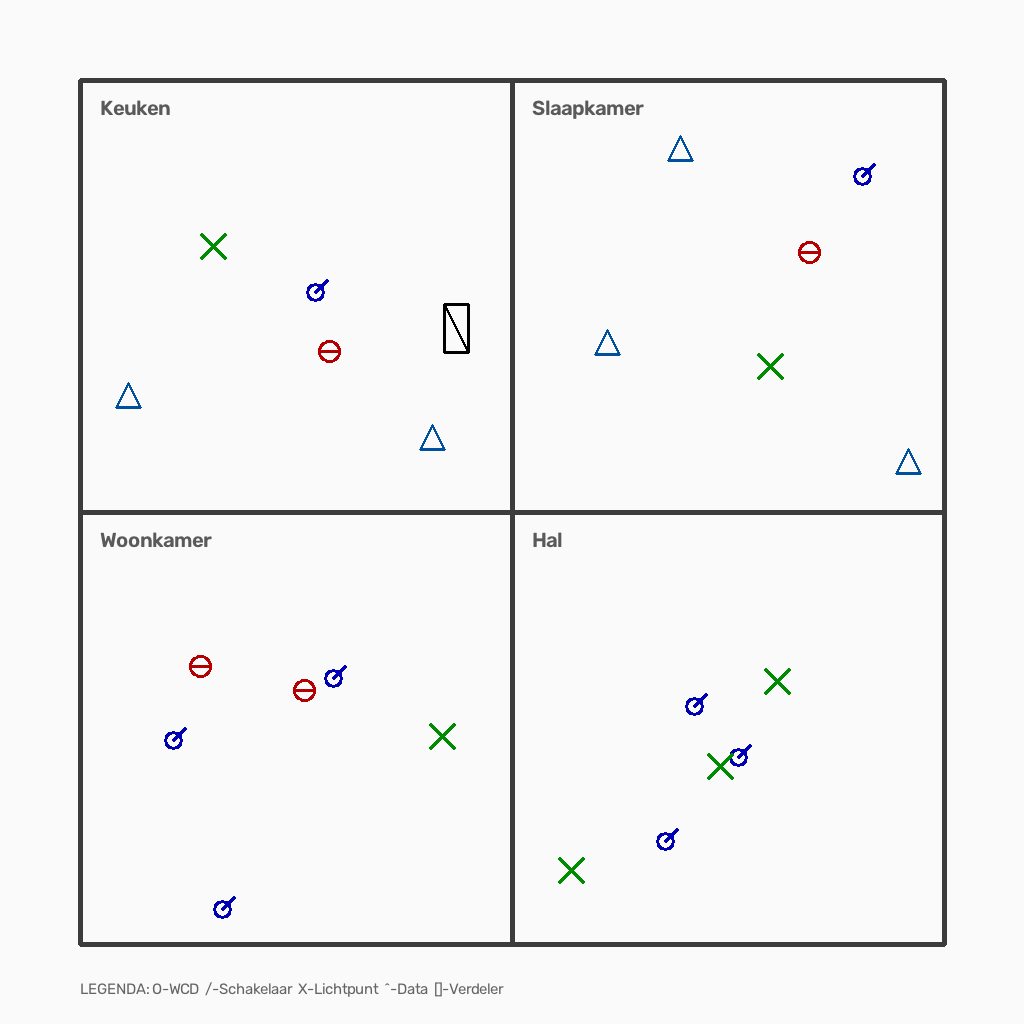 Keuken
Slaapkamer
Woonkamer
Hal
LEGENDA: O-WCD /-Schakelaar X-Lichtpunt ^-Data []-Verdeler